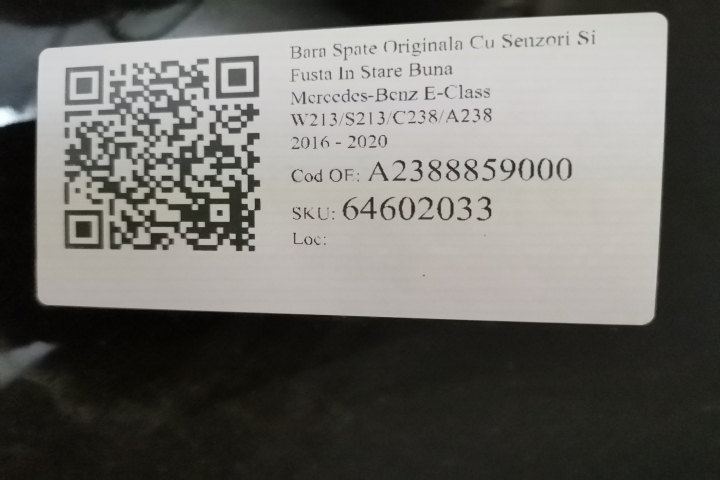 Bara Spate Originala Cu Senzori Si
Fusta In Stare Buna
Mercedes-Benz E-Class
W213/S213/C238/A238
2016 - 2020
Cod OE: A2388859000
SKU: 64602033
Loc: